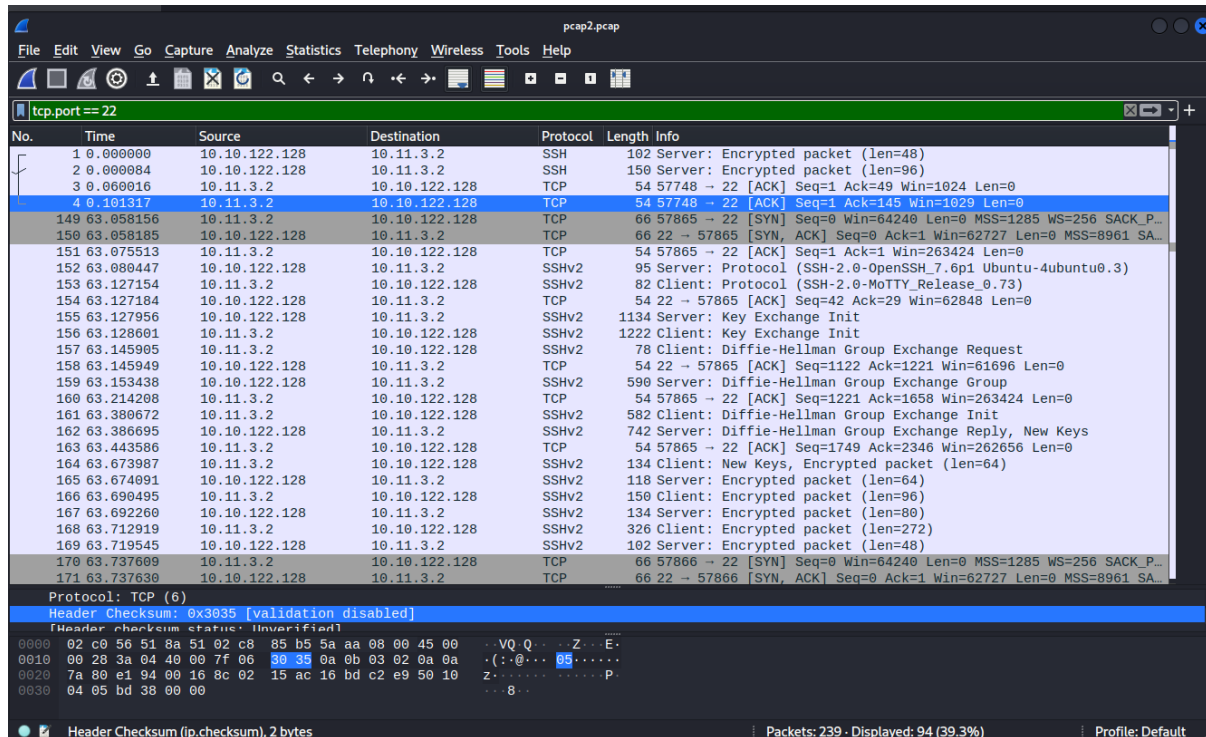 pcap2.pcap
File Edit View Go Capture Analyze Statistics Telephony Wireless Tools Help
tcp.port == 22
No. Time Source Destination Protocol Length Info
1 0.000000 10.10.122.128 10.11.3.2 SSH 102 Server: Encrypted packet (len=48)
2 0.000084 10.10.122.128 10.11.3.2 SSH 150 Server: Encrypted packet (len=96)
3 0.060016 10.11.3.2 10.10.122.128 TCP 54 57748 → 22 [ACK] Seq=1 Ack=49 Win=1024 Len=0
4 0.101317 10.11.3.2 10.10.122.128 TCP 54 57748 → 22 [ACK] Seq=1 Ack=145 Win=1029 Len=0
149 63.058156 10.11.3.2 10.10.122.128 TCP 66 57865 → 22 [SYN] Seq=0 Win=64240 Len=0 MSS=1285 WS=256 SACK_P…
150 63.058185 10.10.122.128 10.11.3.2 TCP 66 22 → 57865 [SYN, ACK] Seq=0 Ack=1 Win=62727 Len=0 MSS=8961 SA…
151 63.075513 10.11.3.2 10.10.122.128 TCP 54 57865 → 22 [ACK] Seq=1 Ack=1 Win=263424 Len=0
152 63.080447 10.10.122.128 10.11.3.2 SSHv2 95 Server: Protocol (SSH-2.0-OpenSSH_7.6p1 Ubuntu-4ubuntu0.3)
153 63.127154 10.11.3.2 10.10.122.128 SSHv2 82 Client: Protocol (SSH-2.0-MoTTY_Release_0.73)
154 63.127184 10.10.122.128 10.11.3.2 TCP 54 22 → 57865 [ACK] Seq=42 Ack=29 Win=62848 Len=0
155 63.127956 10.10.122.128 10.11.3.2 SSHv2 1134 Server: Key Exchange Init
156 63.128601 10.11.3.2 10.10.122.128 SSHv2 1222 Client: Key Exchange Init
157 63.145905 10.11.3.2 10.10.122.128 SSHv2 78 Client: Diffie-Hellman Group Exchange Request
158 63.145949 10.10.122.128 10.11.3.2 TCP 54 22 → 57865 [ACK] Seq=1122 Ack=1221 Win=61696 Len=0
159 63.153438 10.10.122.128 10.11.3.2 SSHv2 590 Server: Diffie-Hellman Group Exchange Group
160 63.214208 10.11.3.2 10.10.122.128 TCP 54 57865 → 22 [ACK] Seq=1221 Ack=1658 Win=263424 Len=0
161 63.380672 10.11.3.2 10.10.122.128 SSHv2 582 Client: Diffie-Hellman Group Exchange Init
162 63.386695 10.10.122.128 10.11.3.2 SSHv2 742 Server: Diffie-Hellman Group Exchange Reply, New Keys
163 63.443586 10.11.3.2 10.10.122.128 TCP 54 57865 → 22 [ACK] Seq=1749 Ack=2346 Win=262656 Len=0
164 63.673987 10.11.3.2 10.10.122.128 SSHv2 134 Client: New Keys, Encrypted packet (len=64)
165 63.674091 10.10.122.128 10.11.3.2 SSHv2 118 Server: Encrypted packet (len=64)
166 63.690495 10.11.3.2 10.10.122.128 SSHv2 150 Client: Encrypted packet (len=96)
167 63.692260 10.10.122.128 10.11.3.2 SSHv2 134 Server: Encrypted packet (len=80)
168 63.712919 10.11.3.2 10.10.122.128 SSHv2 326 Client: Encrypted packet (len=272)
169 63.719545 10.10.122.128 10.11.3.2 SSHv2 102 Server: Encrypted packet (len=48)
170 63.737609 10.11.3.2 10.10.122.128 TCP 66 57866 → 22 [SYN] Seq=0 Win=64240 Len=0 MSS=1285 WS=256 SACK_P…
171 63.737630 10.10.122.128 10.11.3.2 TCP 66 22 → 57866 [SYN, ACK] Seq=0 Ack=1 Win=62727 Len=0 MSS=8961 SA…
Protocol: TCP (6)
Header Checksum: 0x3035 [validation disabled]
[Header checksum status: Unverified]
0000 02 c0 56 51 8a 51 02 c8 85 b5 5a aa 08 00 45 00 ··VQ·Q·· ··Z···E·
0010 00 28 3a 04 40 00 7f 06 30 35 0a 0b 03 02 0a 0a ·(:·@··· 05······
0020 7a 80 e1 94 00 16 8c 02 15 ac 16 bd c2 e9 50 10 z······· ······P·
0030 04 05 bd 38 00 00 ···8··
Header Checksum (ip.checksum), 2 bytes Packets: 239 · Displayed: 94 (39.3%) Profile: Default